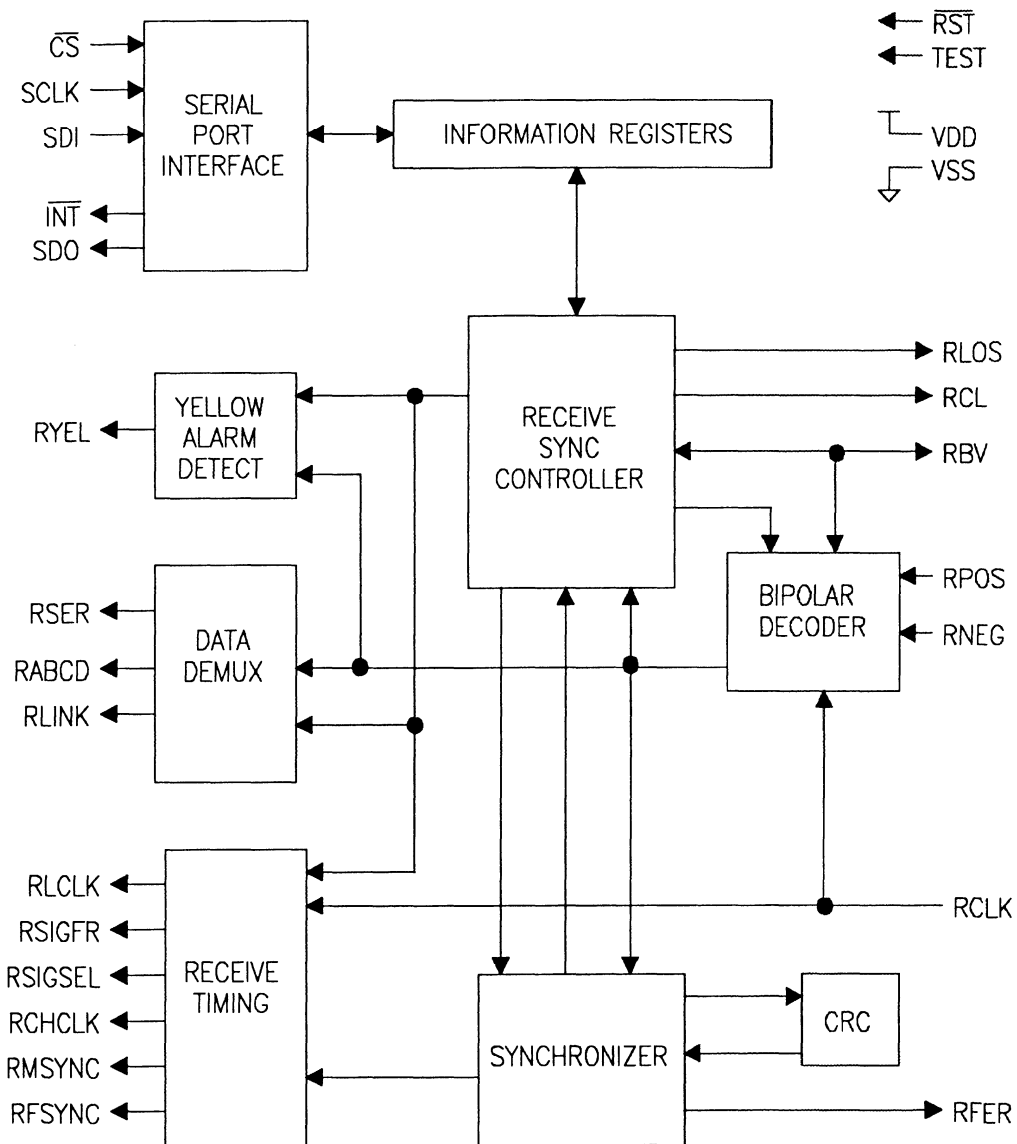 CS
SCLK
SDI
INT
SDO
SERIAL
PORT
INTERFACE
INFORMATION REGISTERS
RST
TEST
VDD
VSS
RYEL
YELLOW
ALARM
DETECT
RECEIVE
SYNC
CONTROLLER
RLOS
RCL
RBV
RSER
RABCD
RLINK
DATA
DEMUX
BIPOLAR
DECODER
RPOS
RNEG
RLCLK
RSIGFR
RSIGSEL
RCHCLK
RMSYNC
RFSYNC
RECEIVE
TIMING
RCLK
SYNCHRONIZER
CRC
RFER